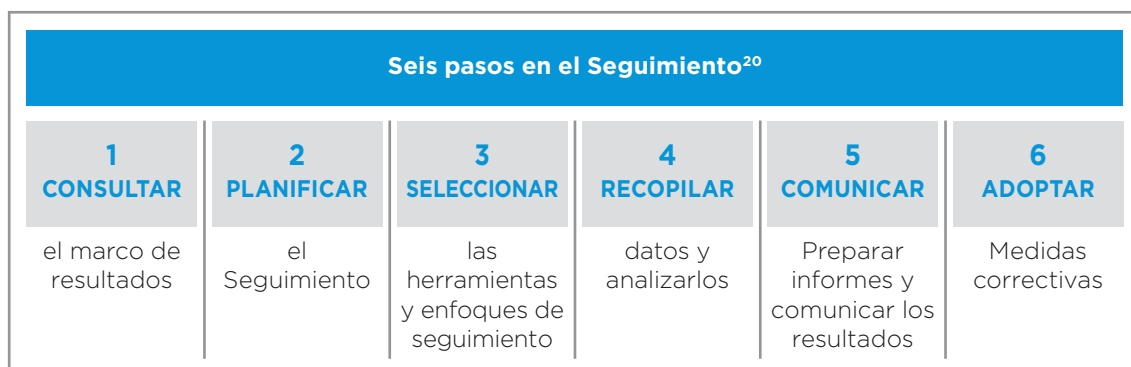 Seis pasos en el Seguimiento²⁰
1
CONSULTAR
el marco de
resultados
2
PLANIFICAR
el
Seguimiento
3
SELECCIONAR
las
herramientas
y enfoques de
seguimiento
4
RECOPILAR
datos y
analizarlos
5
COMUNICAR
Preparar
informes y
comunicar los
resultados
6
ADOPTAR
Medidas
correctivas